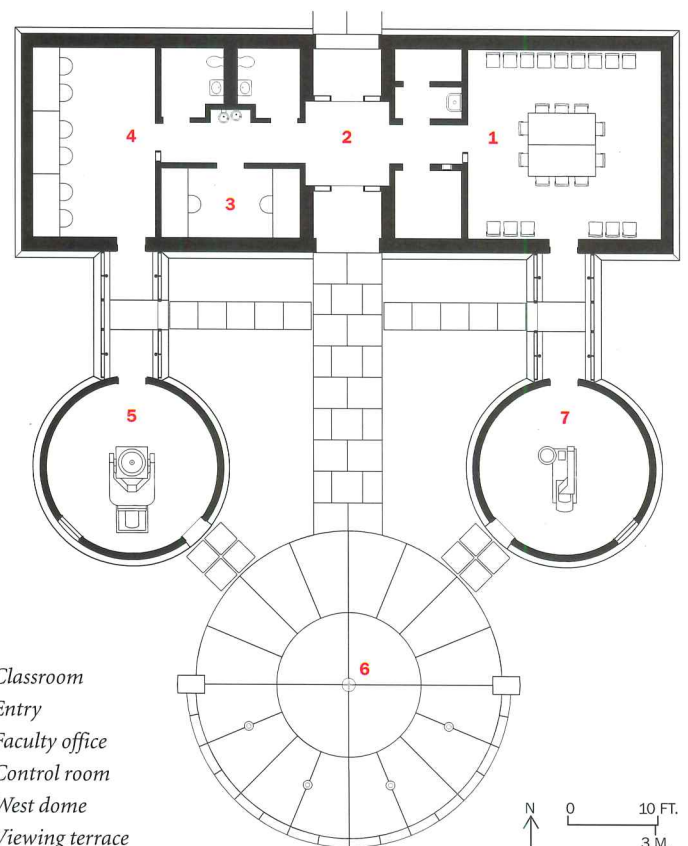 4
2
1
3
5
7
6
Classroom
Entry
Faculty office
Control room
West dome
Viewing terrace
N
0 10 FT.
3 M.